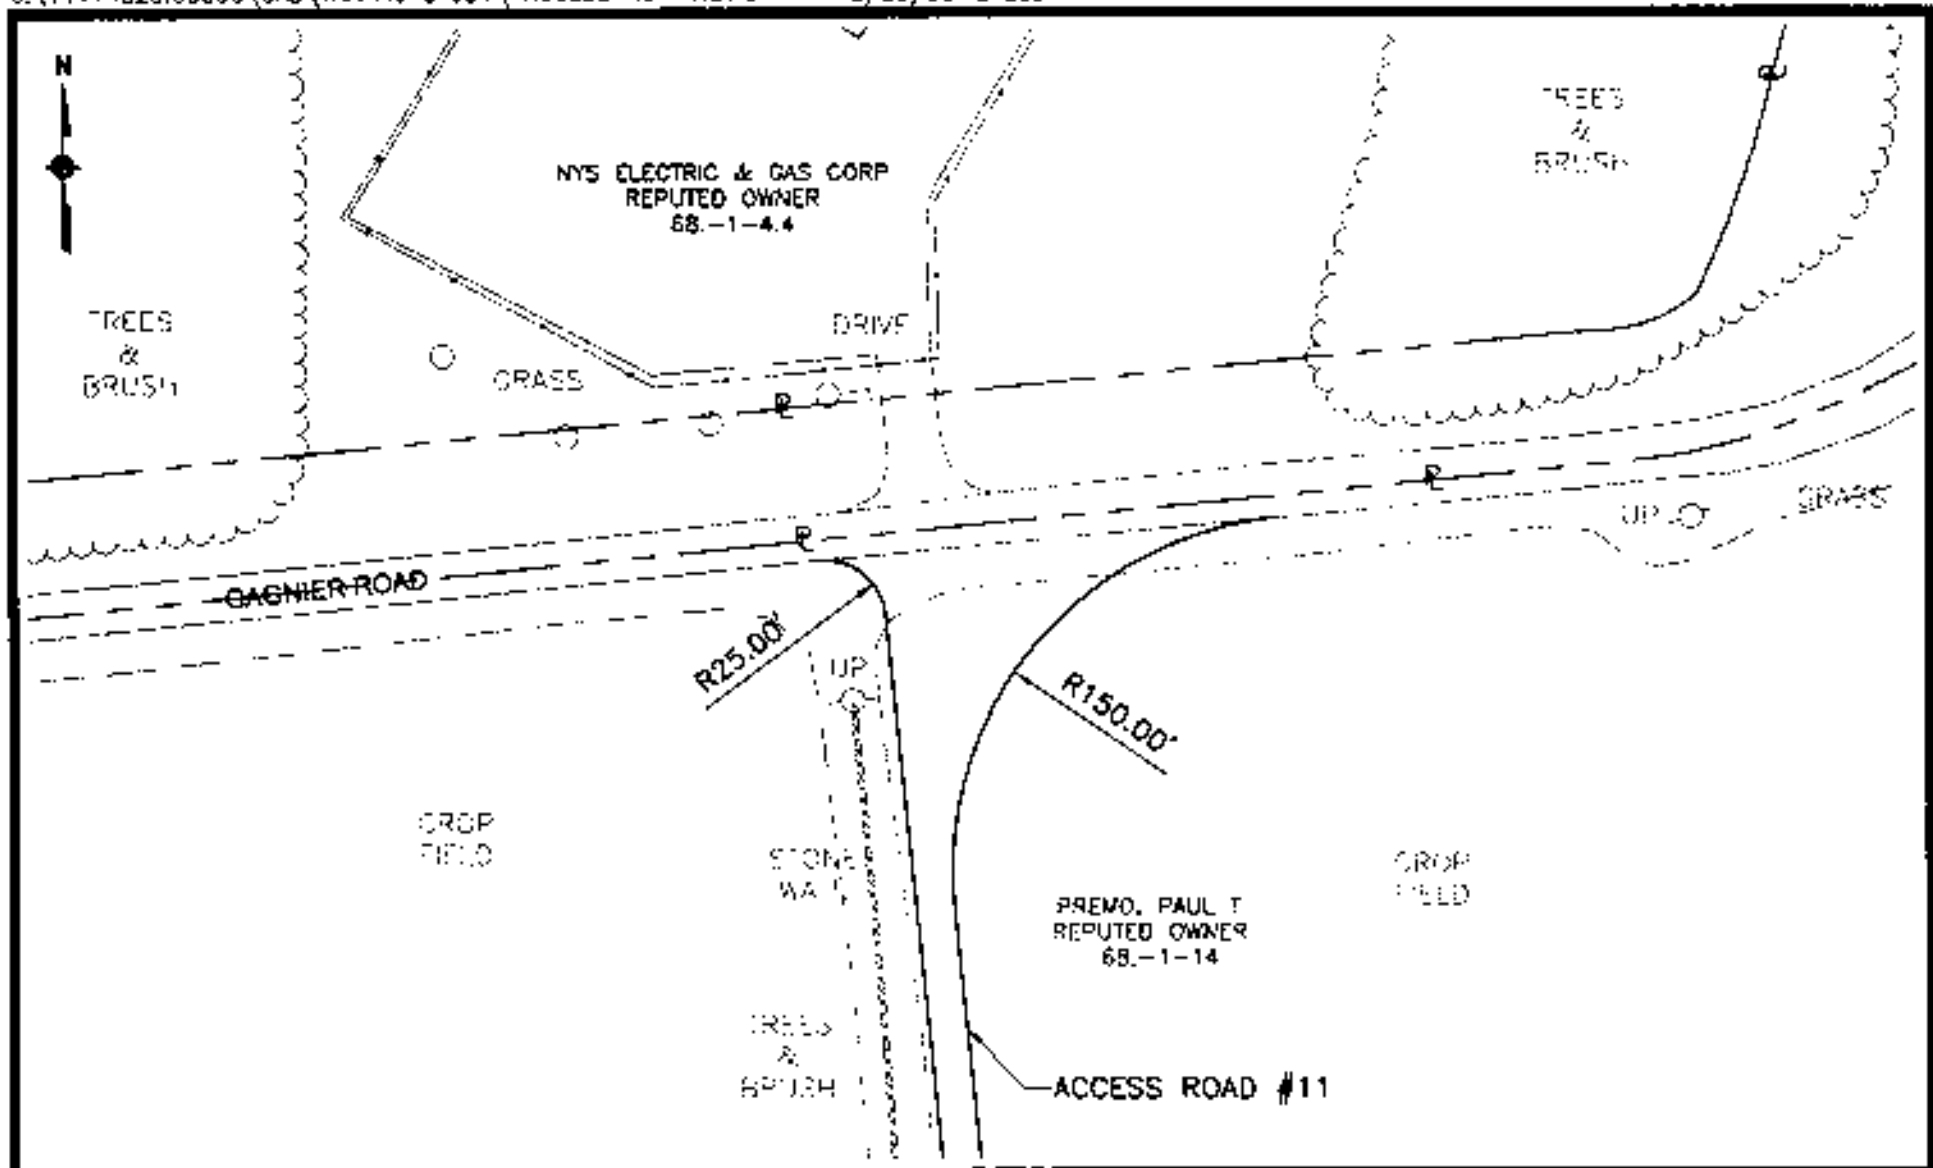 N
NYS ELECTRIC & GAS CORP
REPUTED OWNER
68.-1-4.4
TREES
&
BRUSH
TREES
&
BRUSH
DRIVE
GRASS
GRASS
UP
GAGNIER ROAD
R25.00'
UP
R150.00'
CROP
FIELD
STONE
CROP
FIELD
PREMO, PAUL T
REPUTED OWNER
68.-1-14
TREES
&
BRUSH
ACCESS ROAD #11